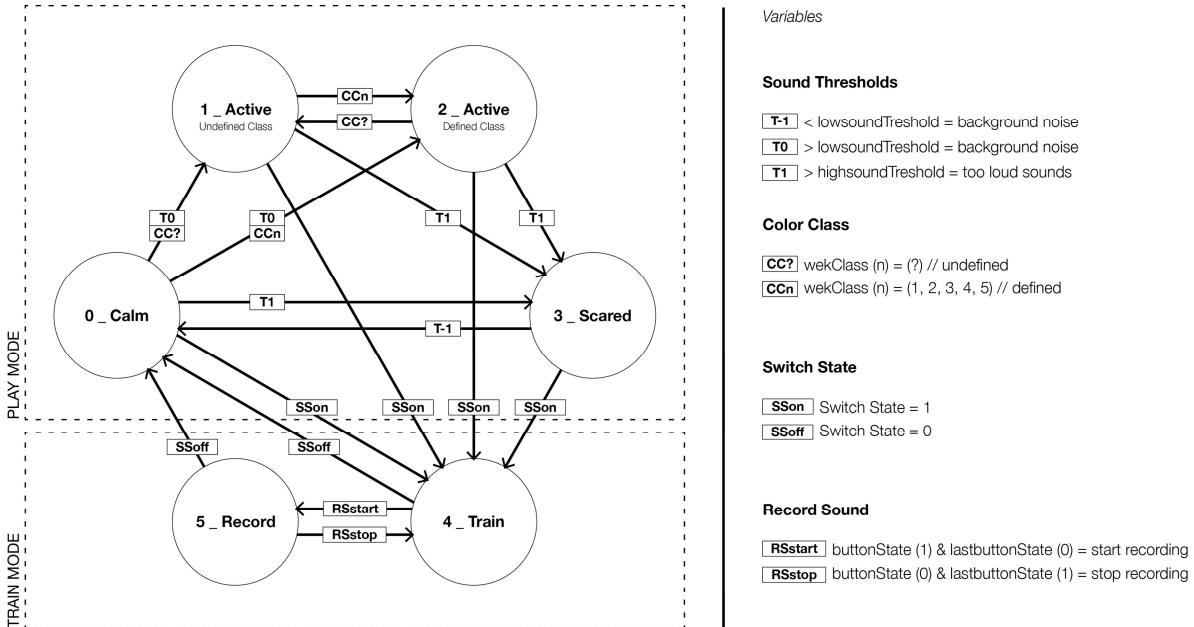 1 _ Active
Undefined Class
2 _ Active
Defined Class
CCn
CC?
T0
CC?
T0
CCn
T1
T1
0 _ Calm
T1
T-1
3 _ Scared
PLAY MODE
SSon
SSon
SSon
SSon
SSoff
SSoff
5 _ Record
RSstart
RSstop
4 _ Train
TRAIN MODE
Variables
Sound Thresholds
T-1 < lowsoundTreshold = background noise
T0 > lowsoundTreshold = background noise
T1 > highsoundTreshold = too loud sounds
Color Class
CC? wekClass (n) = (?) // undefined
CCn wekClass (n) = (1, 2, 3, 4, 5) // defined
Switch State
SSon Switch State = 1
SSoff Switch State = 0
Record Sound
RSstart buttonState (1) & lastbuttonState (0) = start recording
RSstop buttonState (0) & lastbuttonState (1) = stop recording